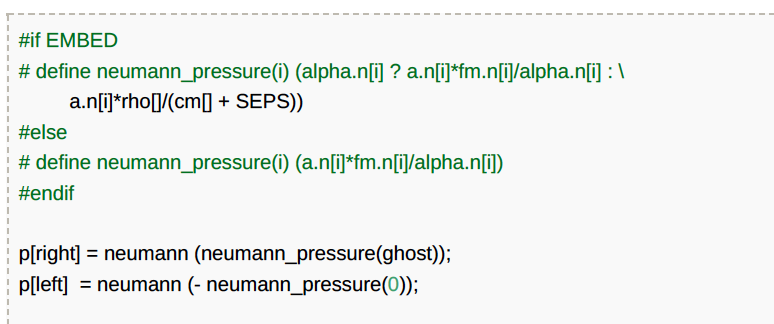 #if EMBED
# define neumann_pressure(i) (alpha.n[i] ? a.n[i]*fm.n[i]/alpha.n[i] : \
a.n[i]*rho[]/(cm[] + SEPS))
#else
# define neumann_pressure(i) (a.n[i]*fm.n[i]/alpha.n[i])
#endif
p[right] = neumann (neumann_pressure(ghost));
p[left]  = neumann (- neumann_pressure(0));